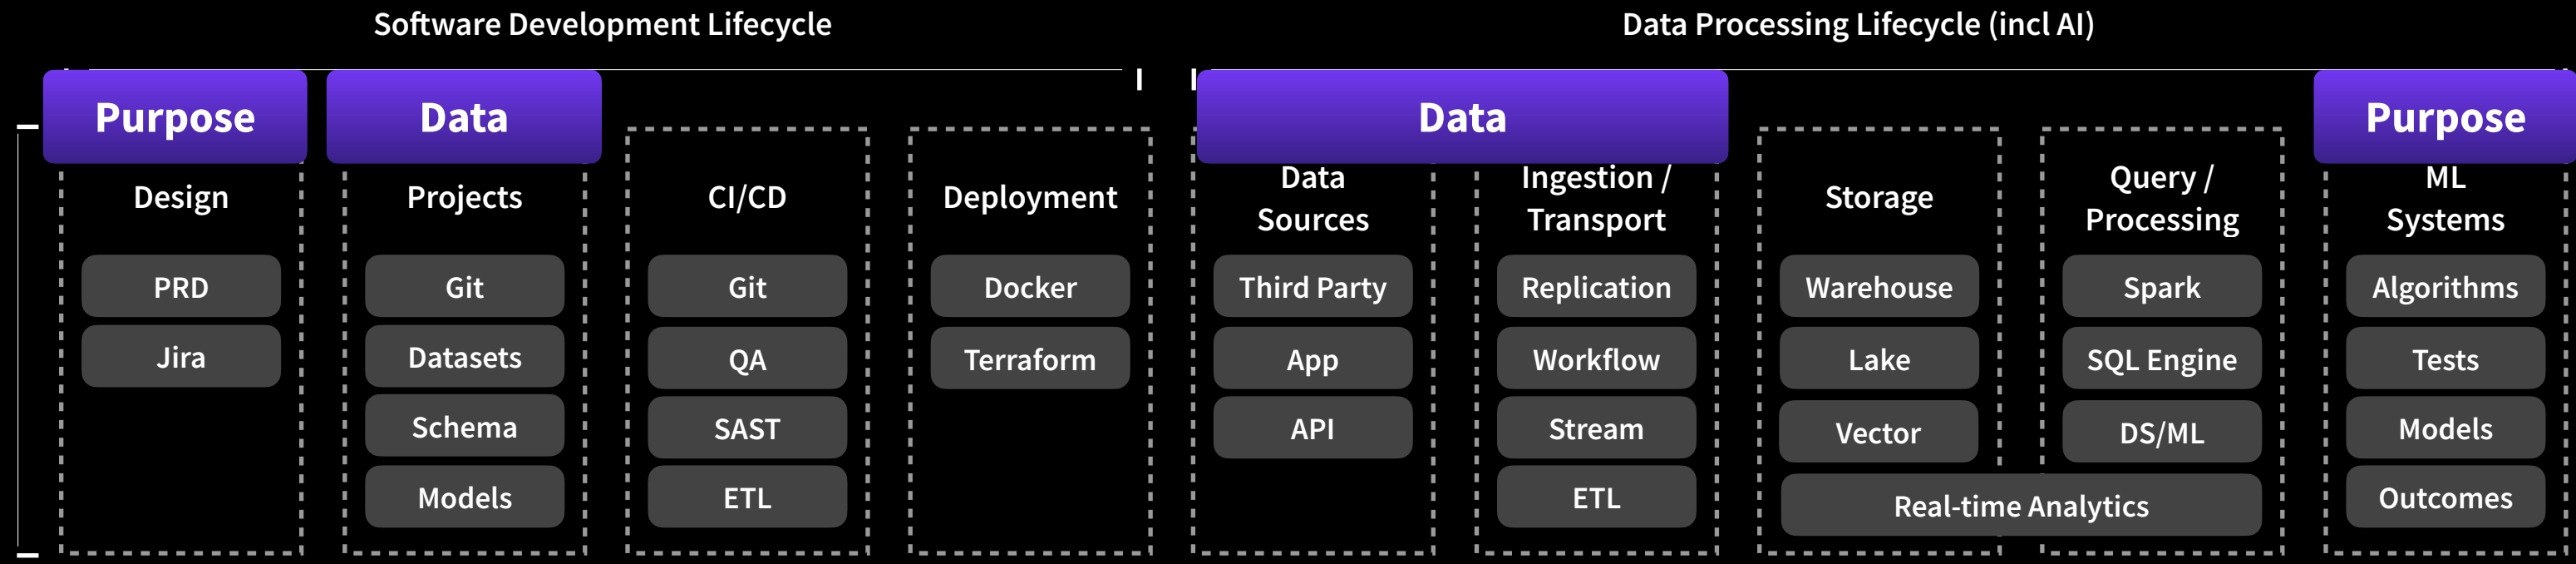 Software Development Lifecycle
Data Processing Lifecycle (incl AI)
Purpose
Data
Data
Purpose
Design
PRD
Jira
Projects
Git
Datasets
Schema
Models
CI/CD
Git
QA
SAST
ETL
Deployment
Docker
Terraform
Data
Sources
Third Party
App
API
Ingestion /
Transport
Replication
Workflow
Stream
ETL
Storage
Warehouse
Lake
Vector
Query /
Processing
Spark
SQL Engine
DS/ML
Real-time Analytics
ML
Systems
Algorithms
Tests
Models
Outcomes